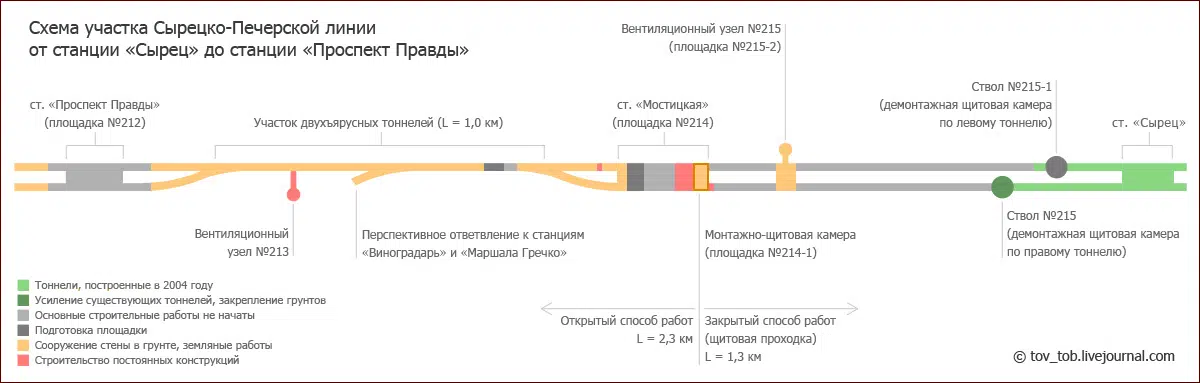 Схема участка Сырецко-Печерской линии
от станции «Сырец» до станции «Проспект Правды»
Вентиляционный узел №215
(площадка №215-2)
ст. «Проспект Правды»
(площадка №212)
Участок двухъярусных тоннелей (L = 1,0 км)
ст. «Мостицкая»
(площадка №214)
Ствол №215-1
(демонтажная щитовая камера
по левому тоннелю)
ст. «Сырец»
Вентиляционный
узел №213
Перспективное ответвление к станциям
«Виноградарь» и «Маршала Гречко»
Монтажно-щитовая камера
(площадка №214-1)
Ствол №215
(демонтажная щитовая камера
по правому тоннелю)
Тоннели, построенные в 2004 году
Усиление существующих тоннелей, закрепление грунтов
Основные строительные работы не начаты
Подготовка площадки
Сооружение стены в грунте, земляные работы
Строительство постоянных конструкций
Открытый способ работ
L = 2,3 км
Закрытый способ работ
(щитовая проходка)
L = 1,3 км
© tov_tob.livejournal.com